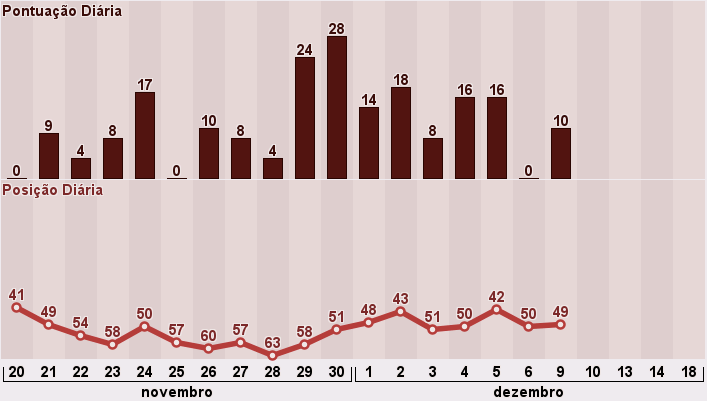 Pontuação Diária
0 9 4 8 17 0 10 8 4 24 28 14 18 8 16 16 0 10
Posição Diária
41 49 54 58 50 57 60 57 63 58 51 48 43 51 50 42 50 49
20 21 22 23 24 25 26 27 28 29 30 1 2 3 4 5 6 9 10 13 14 18
novembro dezembro